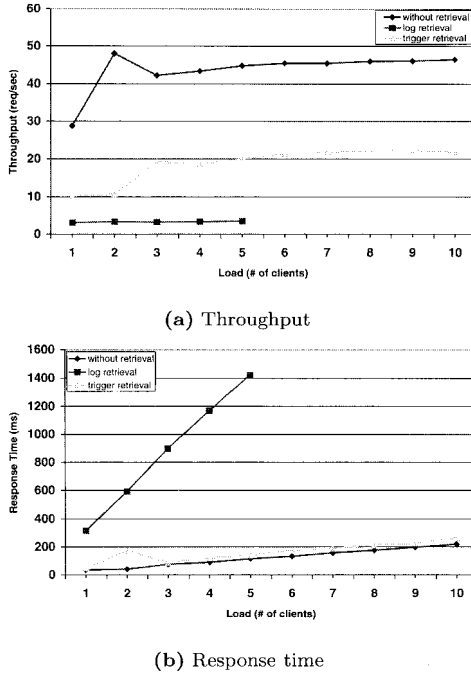 60
50
40
30
20
10
0
Throughput (req/sec)
without retrieval
log retrieval
trigger retrieval
1 2 3 4 5 6 7 8 9 10
Load (# of clients)
(a) Throughput
1600
1400
1200
1000
800
600
400
200
0
Response Time (ms)
without retrieval
log retrieval
trigger retrieval
1 2 3 4 5 6 7 8 9 10
Load (# of clients)
(b) Response time